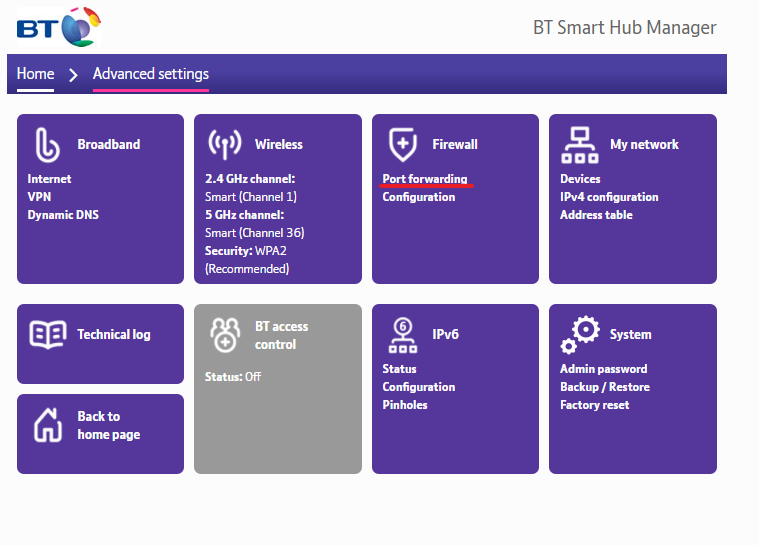 BT
BT Smart Hub Manager
Home
Advanced settings
Broadband
Internet
VPN
Dynamic DNS
Wireless
2.4 GHz channel:
Smart (Channel 1)
5 GHz channel:
Smart (Channel 36)
Security: WPA2
(Recommended)
Firewall
Port forwarding
Configuration
My network
Devices
IPv4 configuration
Address table
Technical log
Back to
home page
BT access
control
Status: Off
6
IPv6
Status
Configuration
Pinholes
System
Admin password
Backup / Restore
Factory reset